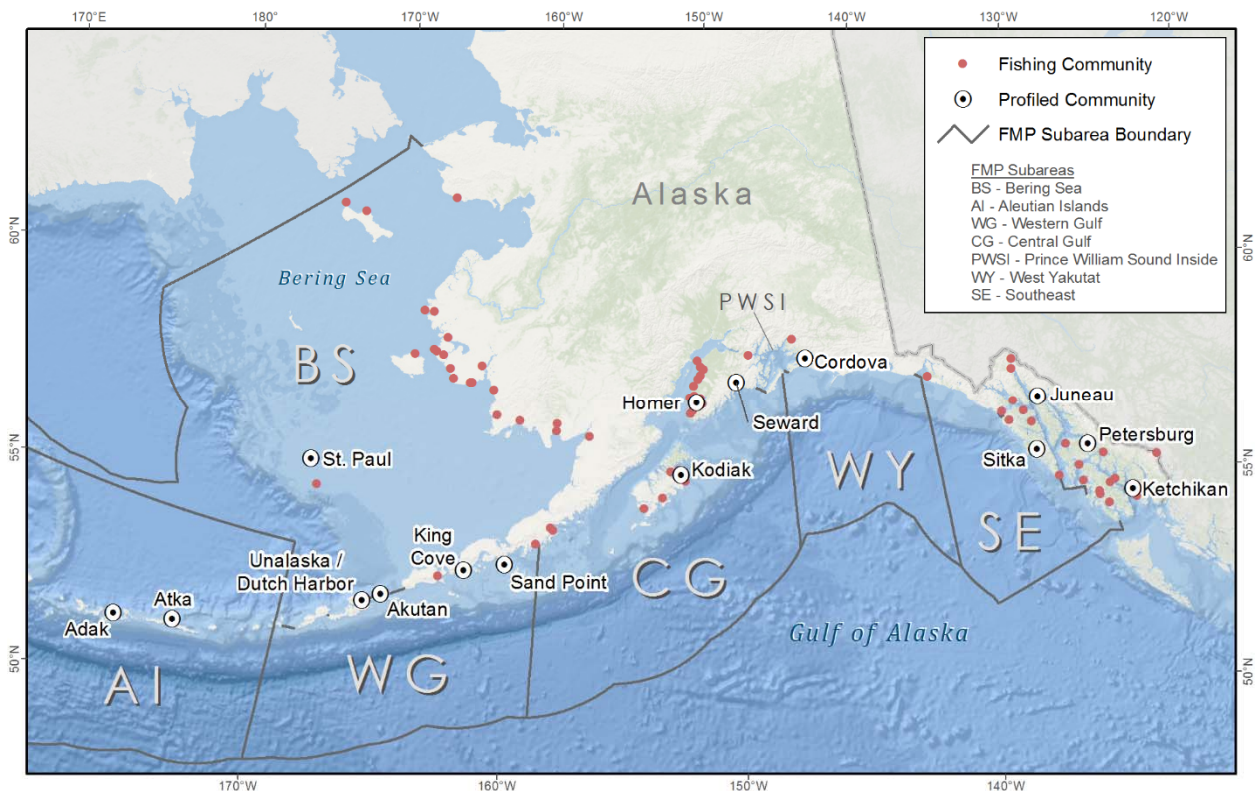 170°E
180°
170°W
160°W
150°W
140°W
130°W
120°W
Fishing Community
Profiled Community
FMP Subarea Boundary
FMP Subareas
BS - Bering Sea
AI - Aleutian Islands
WG - Western Gulf
CG - Central Gulf
PWSI - Prince William Sound Inside
WY - West Yakutat
SE - Southeast
Alaska
60°N
60°N
Bering Sea
PWSI
BS
Cordova
Juneau
Homer
Seward
Petersburg
55°N
St. Paul
Kodiak
Sitka
55°N
WY
Ketchikan
King
Cove
SE
Unalaska /
Dutch Harbor
Sand Point
CG
Atka
Akutan
Adak
Gulf of Alaska
50°N
50°N
AI
WG
170°W
160°W
150°W
140°W